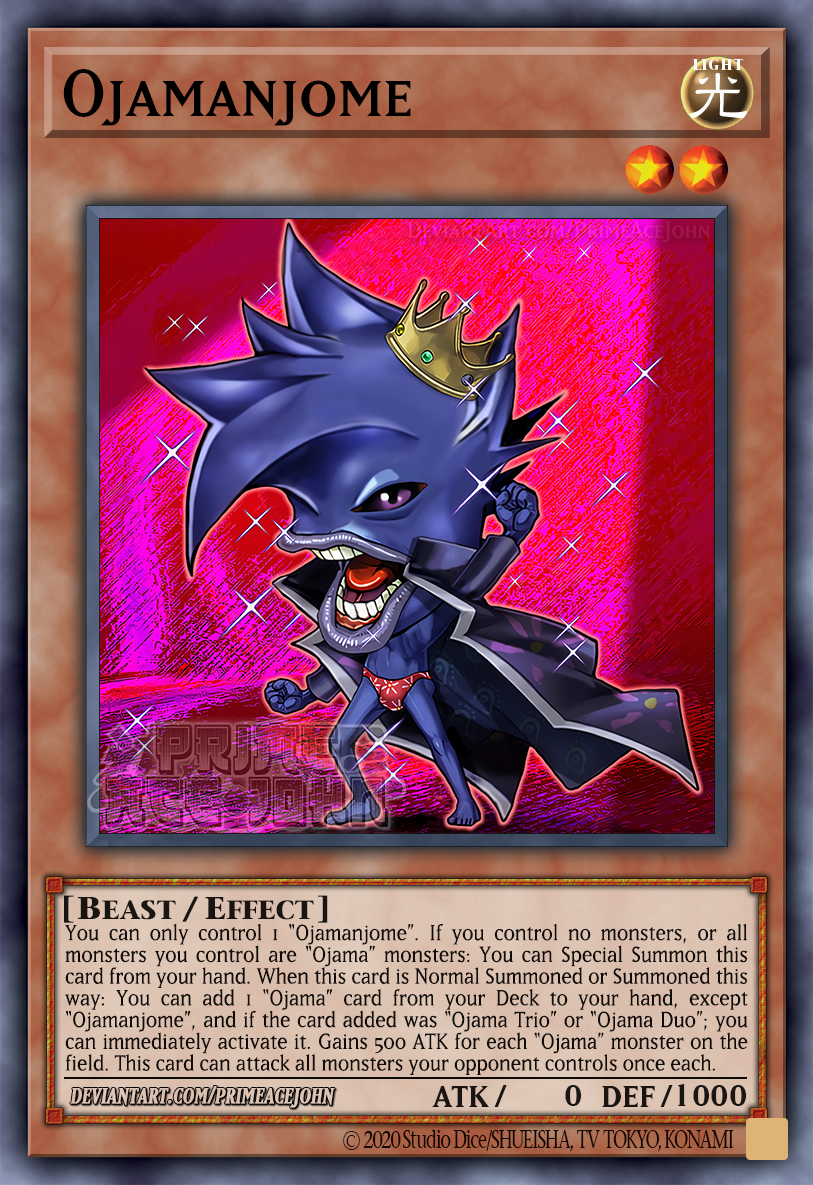 Ojamanjome
LIGHT
光
DEVIANTART.COM/PRIMEACEJOHN
PRIME
ACE JOHN
[Beast / Effect]
You can only control 1 "Ojamanjome". If you control no monsters, or all
monsters you control are "Ojama" monsters: You can Special Summon this
card from your hand. When this card is Normal Summoned or Summoned this
way: You can add 1 "Ojama" card from your Deck to your hand, except
"Ojamanjome", and if the card added was "Ojama Trio" or "Ojama Duo"; you
can immediately activate it. Gains 500 ATK for each "Ojama" monster on the
field. This card can attack all monsters your opponent controls once each.
DEVIANTART.COM/PRIMEACEJOHN ATK / 0 DEF /1000
© 2020 Studio Dice/SHUEISHA, TV TOKYO, KONAMI